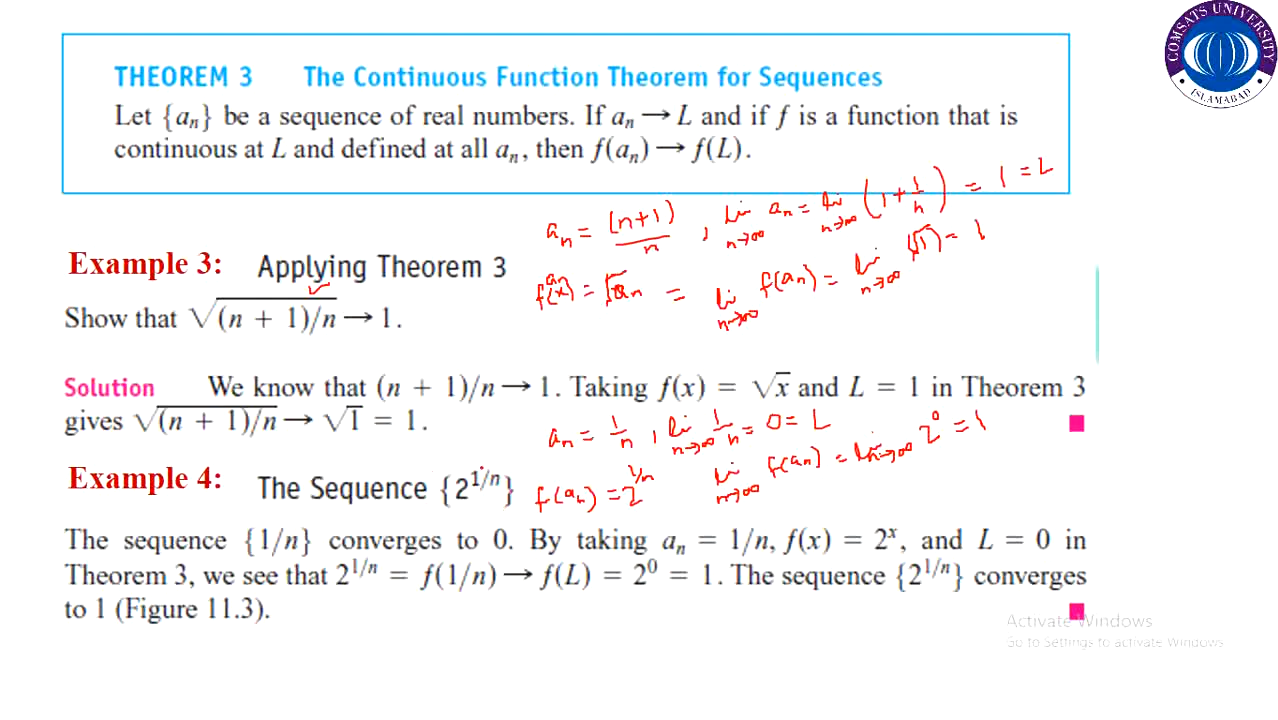 COMSATS UNIVERSITY
ISLAMABAD
THEOREM 3 The Continuous Function Theorem for Sequences
Let {aₙ} be a sequence of real numbers. If aₙ → L and if f is a function that is
continuous at L and defined at all aₙ, then f(aₙ) → f(L).
aₙ = (n+1)/n , lim n→∞ aₙ = lim n→∞ (1 + 1/n) = 1 = L
Example 3: Applying Theorem 3
f(x) = √aₙ = lim n→∞ f(aₙ) = lim n→∞ (√1) = 1
Show that √(n + 1)/n → 1.
Solution We know that (n + 1)/n → 1. Taking f(x) = √x and L = 1 in Theorem 3
gives √(n + 1)/n → √1 = 1.
aₙ = 1/n , lim n→∞ 1/n = 0 = L
Example 4: The Sequence {2^(1/n)}
f(aₙ) = 2^(1/n) lim n→∞ f(aₙ) = lim n→∞ 2⁰ = 1
The sequence {1/n} converges to 0. By taking aₙ = 1/n, f(x) = 2ˣ, and L = 0 in
Theorem 3, we see that 2^(1/n) = f(1/n) → f(L) = 2⁰ = 1. The sequence {2^(1/n)} converges
to 1 (Figure 11.3).
Activate Windows
Go to Settings to activate Windows